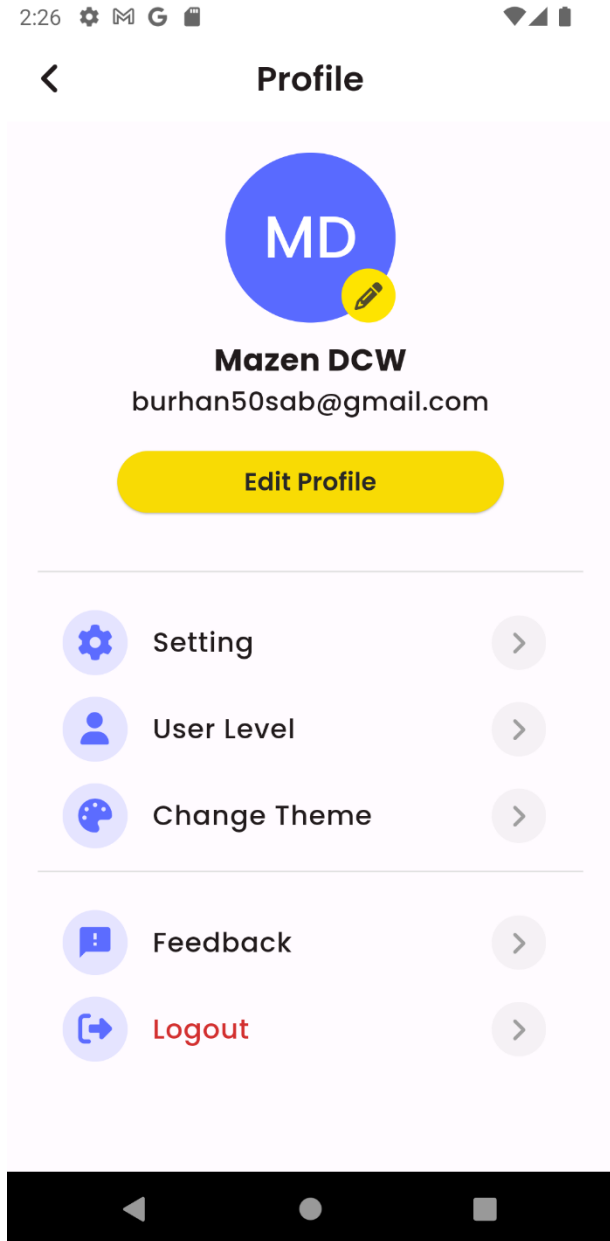 2:26
Profile
MD
Mazen DCW
burhan50sab@gmail.com
Edit Profile
Setting
User Level
Change Theme
Feedback
Logout